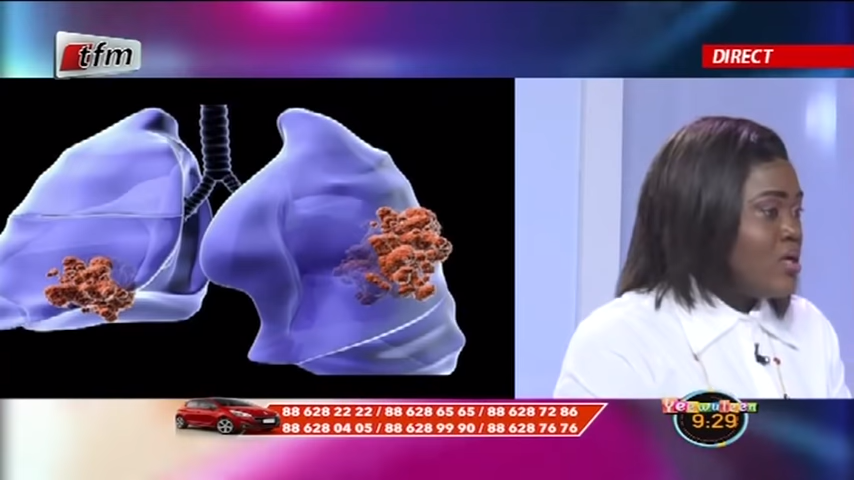 tfm
DIRECT
88 628 22 22 / 88 628 65 65 / 88 628 72 86
88 628 04 05 / 88 628 99 90 / 88 628 76 76
YeewuLeen
9:29